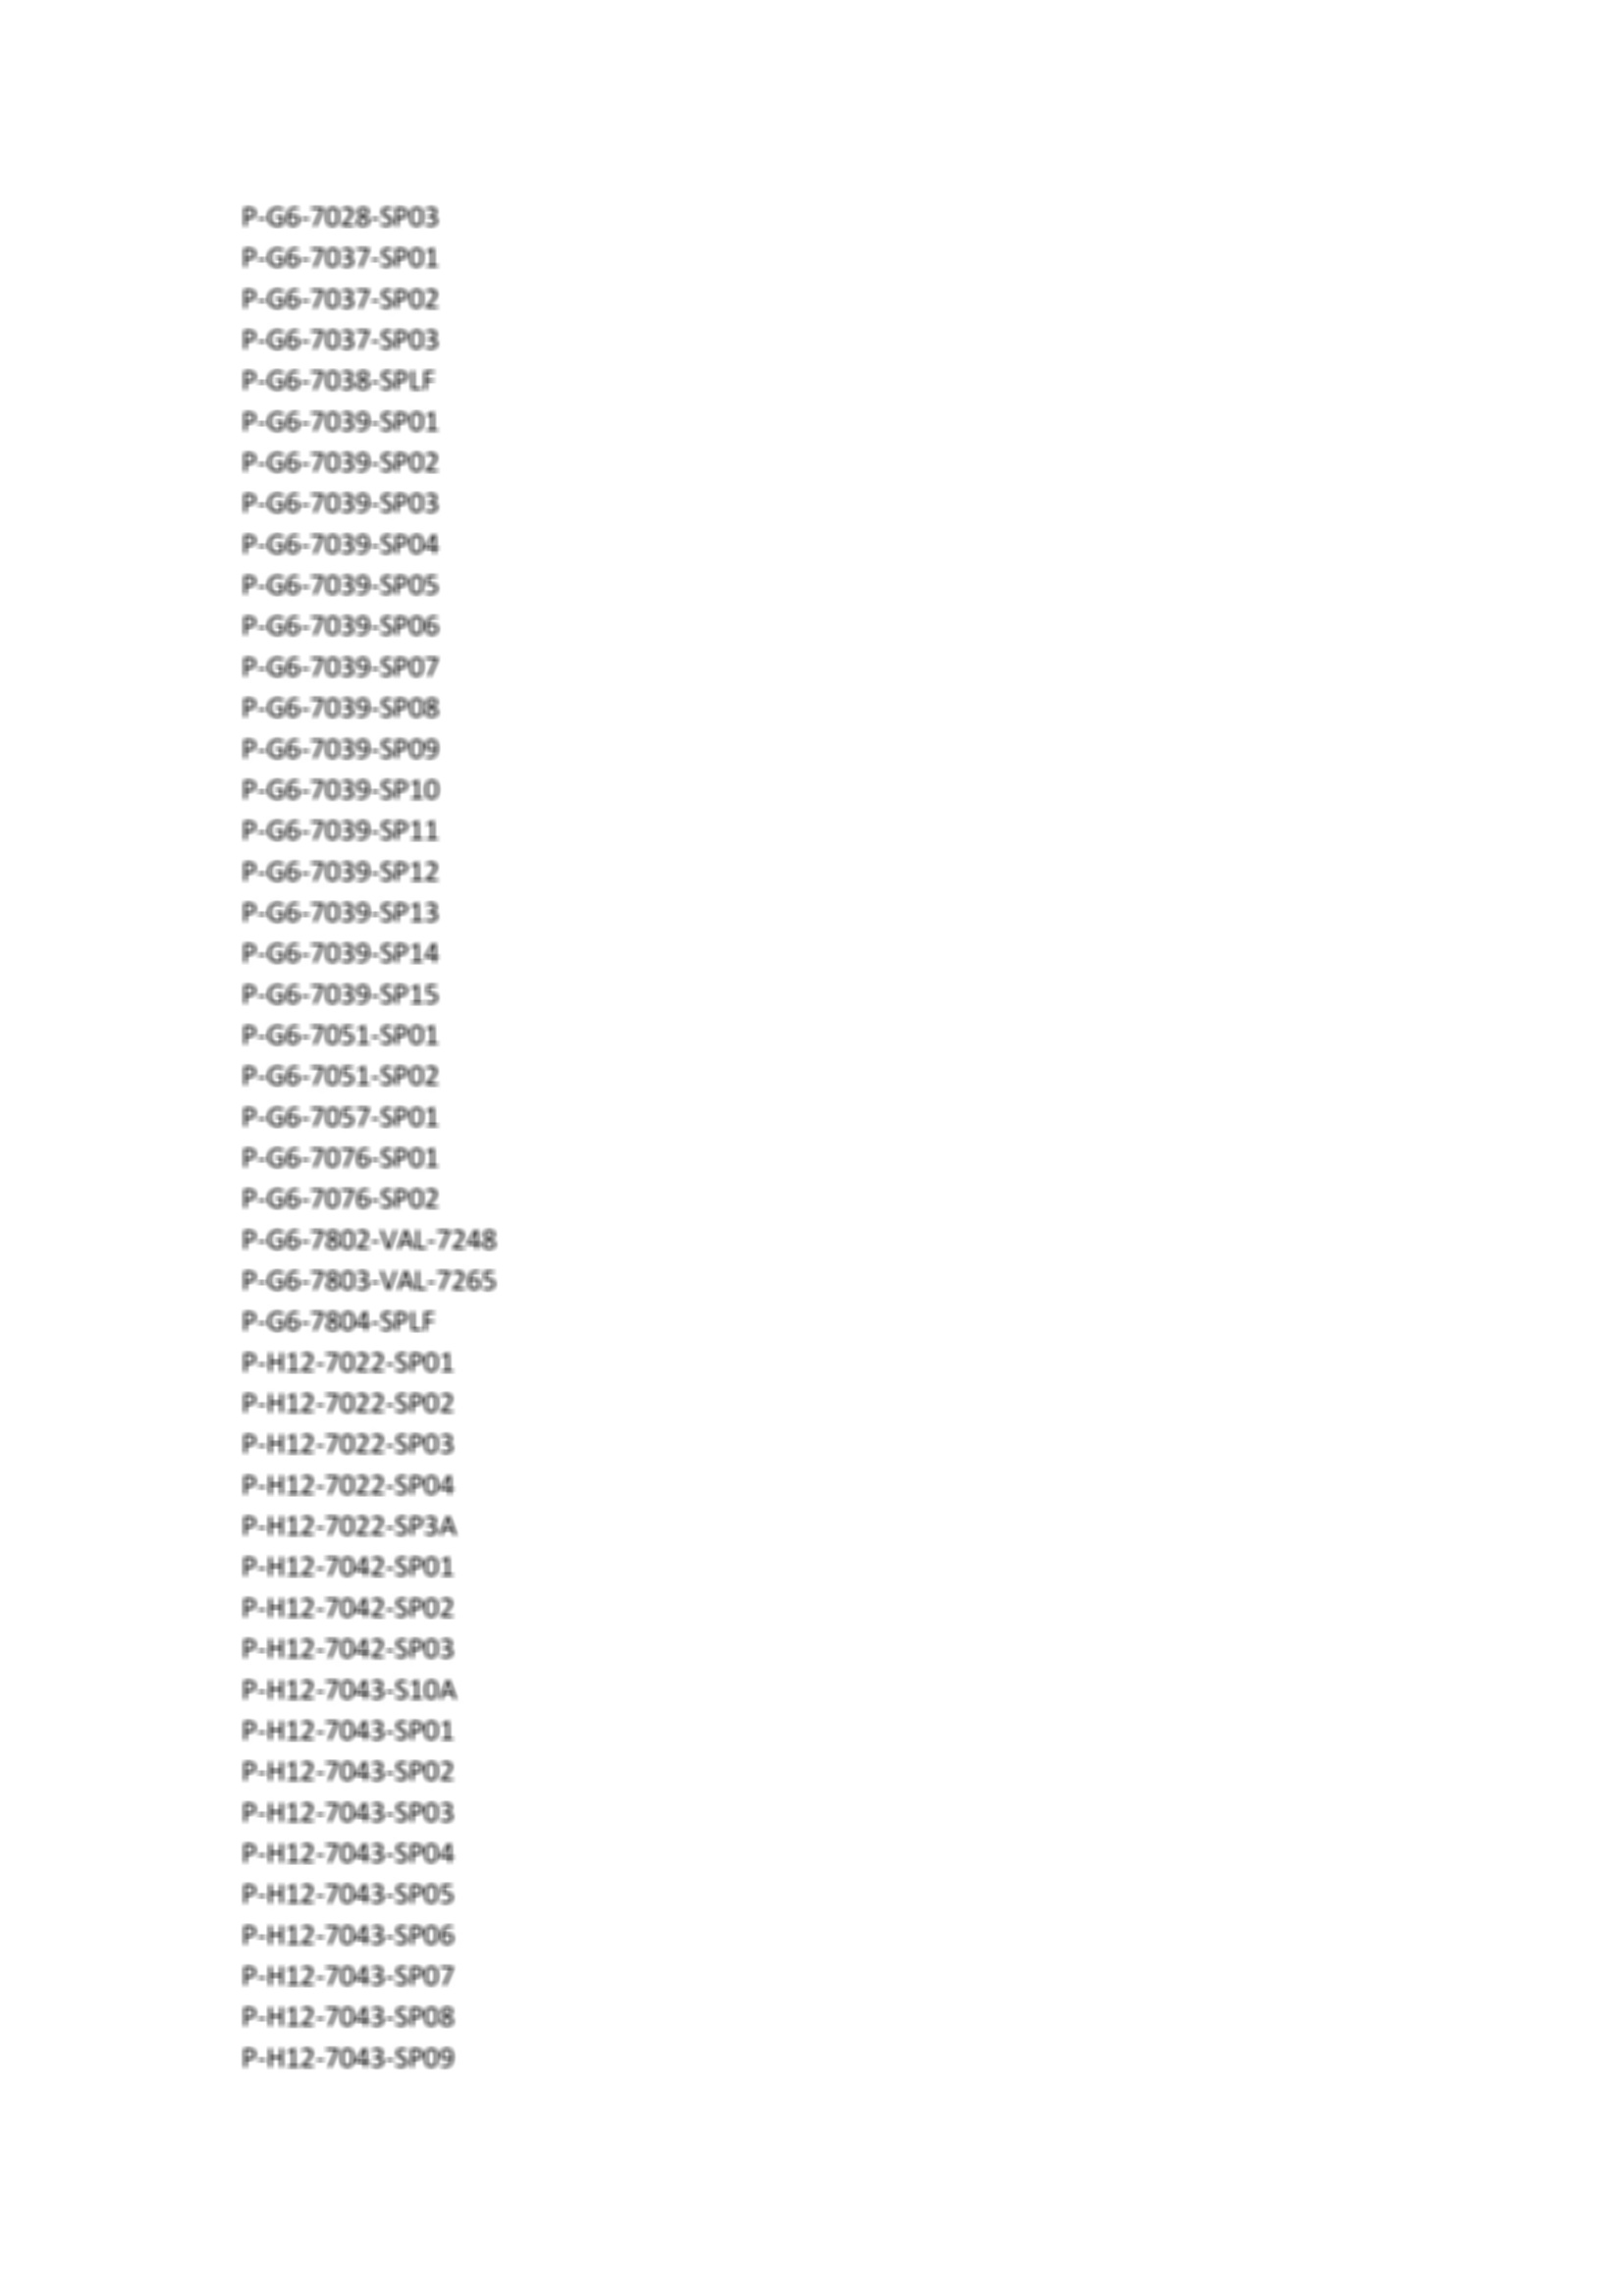 P-G6-7028-SP03
P-G6-7037-SP01
P-G6-7037-SP02
P-G6-7037-SP03
P-G6-7038-SPLF
P-G6-7039-SP01
P-G6-7039-SP02
P-G6-7039-SP03
P-G6-7039-SP04
P-G6-7039-SP05
P-G6-7039-SP06
P-G6-7039-SP07
P-G6-7039-SP08
P-G6-7039-SP09
P-G6-7039-SP10
P-G6-7039-SP11
P-G6-7039-SP12
P-G6-7039-SP13
P-G6-7039-SP14
P-G6-7039-SP15
P-G6-7051-SP01
P-G6-7051-SP02
P-G6-7057-SP01
P-G6-7076-SP01
P-G6-7076-SP02
P-G6-7802-VAL-7248
P-G6-7803-VAL-7265
P-G6-7804-SPLF
P-H12-7022-SP01
P-H12-7022-SP02
P-H12-7022-SP03
P-H12-7022-SP04
P-H12-7022-SP3A
P-H12-7042-SP01
P-H12-7042-SP02
P-H12-7042-SP03
P-H12-7043-S10A
P-H12-7043-SP01
P-H12-7043-SP02
P-H12-7043-SP03
P-H12-7043-SP04
P-H12-7043-SP05
P-H12-7043-SP06
P-H12-7043-SP07
P-H12-7043-SP08
P-H12-7043-SP09